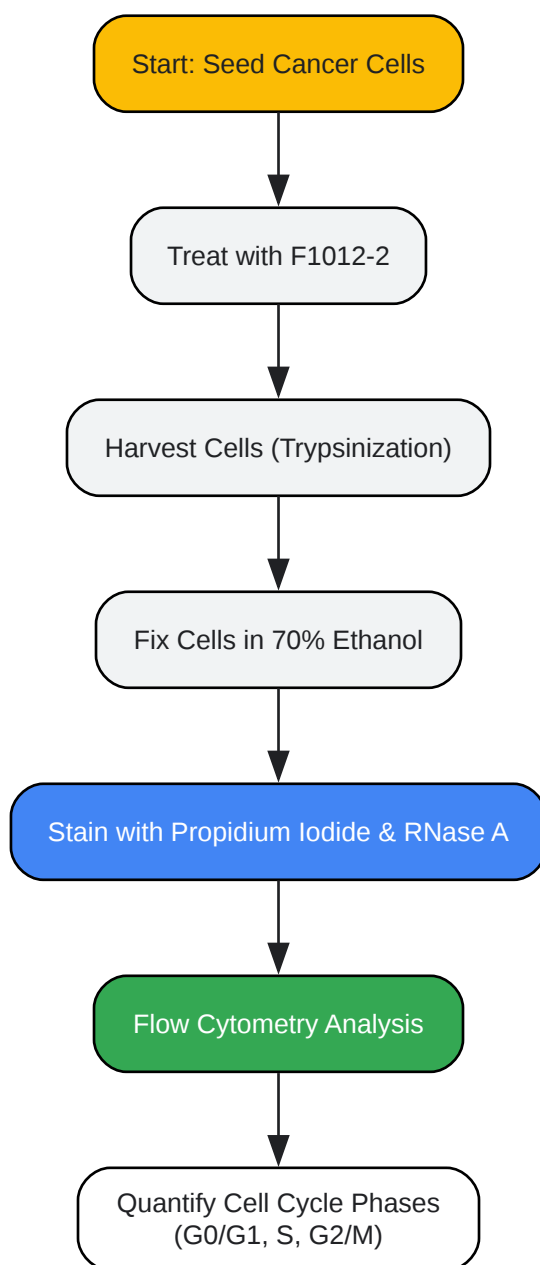 Start: Seed Cancer Cells
Treat with F1012-2
Harvest Cells (Trypsinization)
Fix Cells in 70% Ethanol
Stain with Propidium Iodide & RNase A
Flow Cytometry Analysis
Quantify Cell Cycle Phases
(G0/G1, S, G2/M)